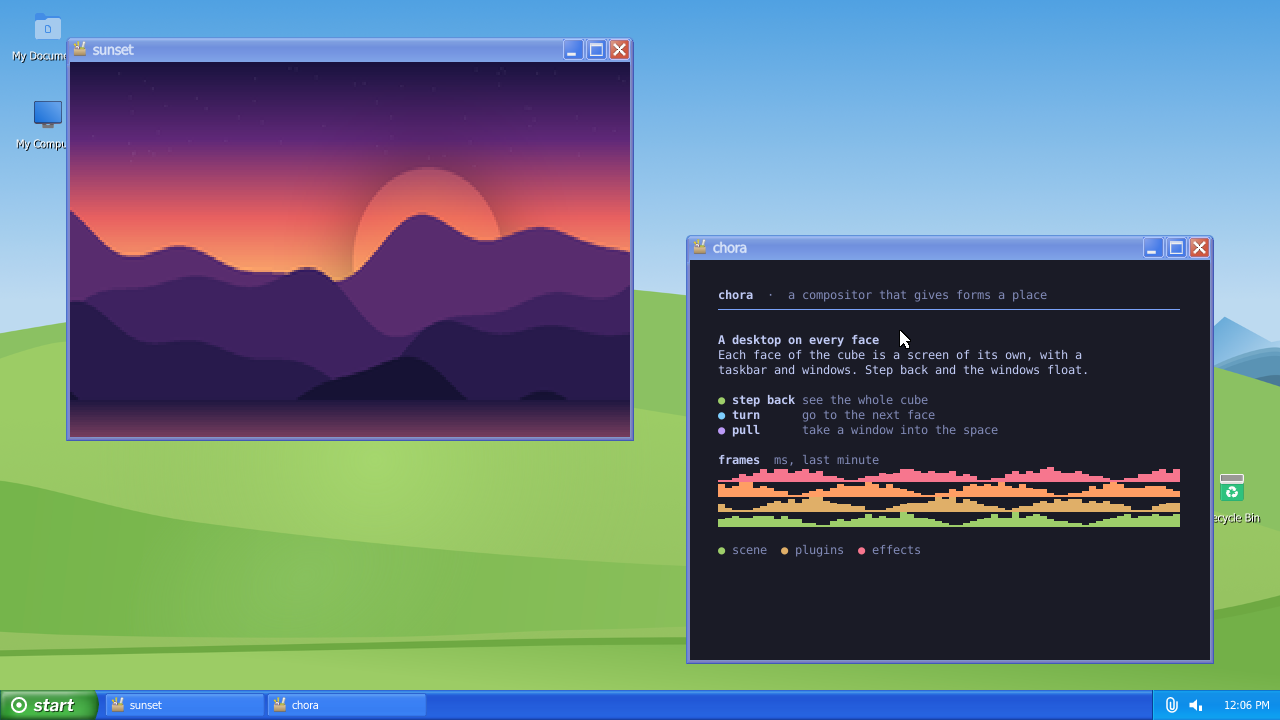 My Docume
sunset
My Compu
chora
chora · a compositor that gives forms a place
A desktop on every face
Each face of the cube is a screen of its own, with a
taskbar and windows. Step back and the windows float.
step back see the whole cube
turn go to the next face
pull take a window into the space
frames ms, last minute
scene plugins effects
ecycle Bin
start
sunset
chora
12:06 PM